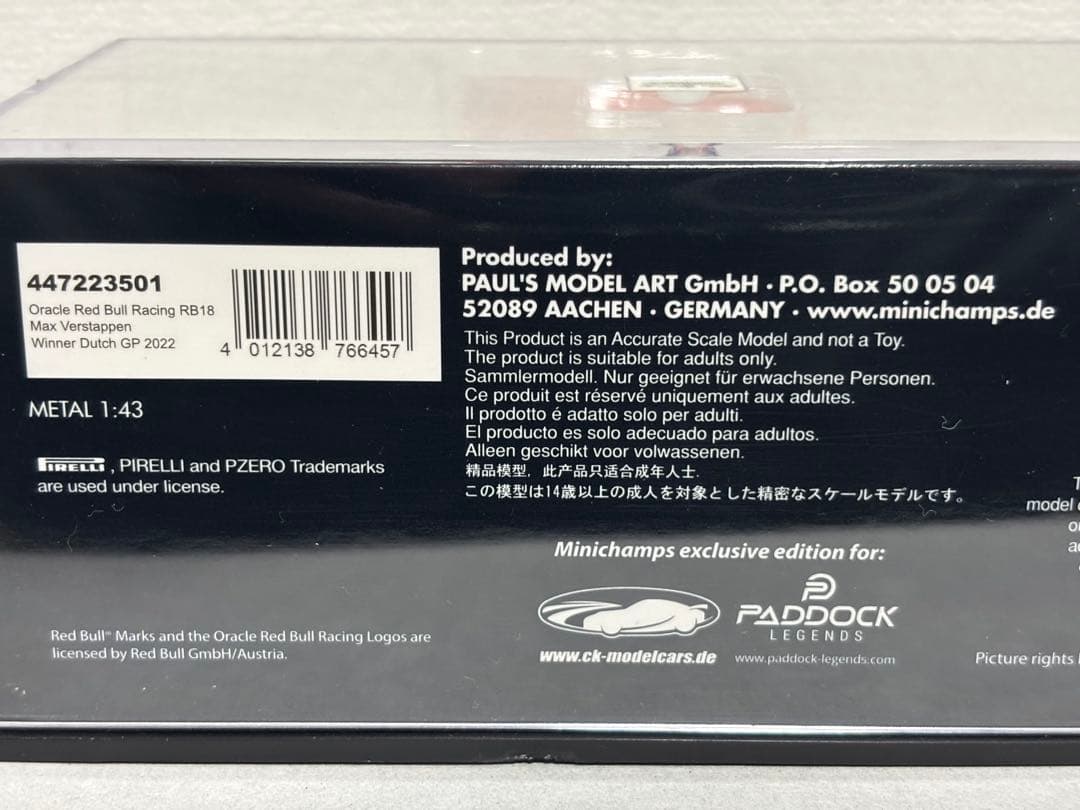 447223501
Oracle Red Bull Racing RB18
Max Verstappen
Winner Dutch GP 2022
4 012138 766457
METAL 1:43
PIRELLI, PIRELLI and PZERO Trademarks
are used under license.
Red Bull® Marks and the Oracle Red Bull Racing Logos are
licensed by Red Bull GmbH/Austria.
Produced by:
PAUL'S MODEL ART GmbH · P.O. Box 50 05 04
52089 AACHEN · GERMANY · www.minichamps.de
This Product is an Accurate Scale Model and not a Toy.
The product is suitable for adults only.
Sammlermodell. Nur geeignet für erwachsene Personen.
Ce produit est réservé uniquement aux adultes.
Il prodotto é adatto solo per adulti.
El producto es solo adecuado para adultos.
Alleen geschikt voor volwassenen.
精品模型，此产品只适合成年人士.
この模型は14歳以上の成人を対象とした精密なスケールモデルです。
Minichamps exclusive edition for:
www.ck-modelcars.de
PADDOCK
LEGENDS
www.paddock-legends.com
model
Picture rights